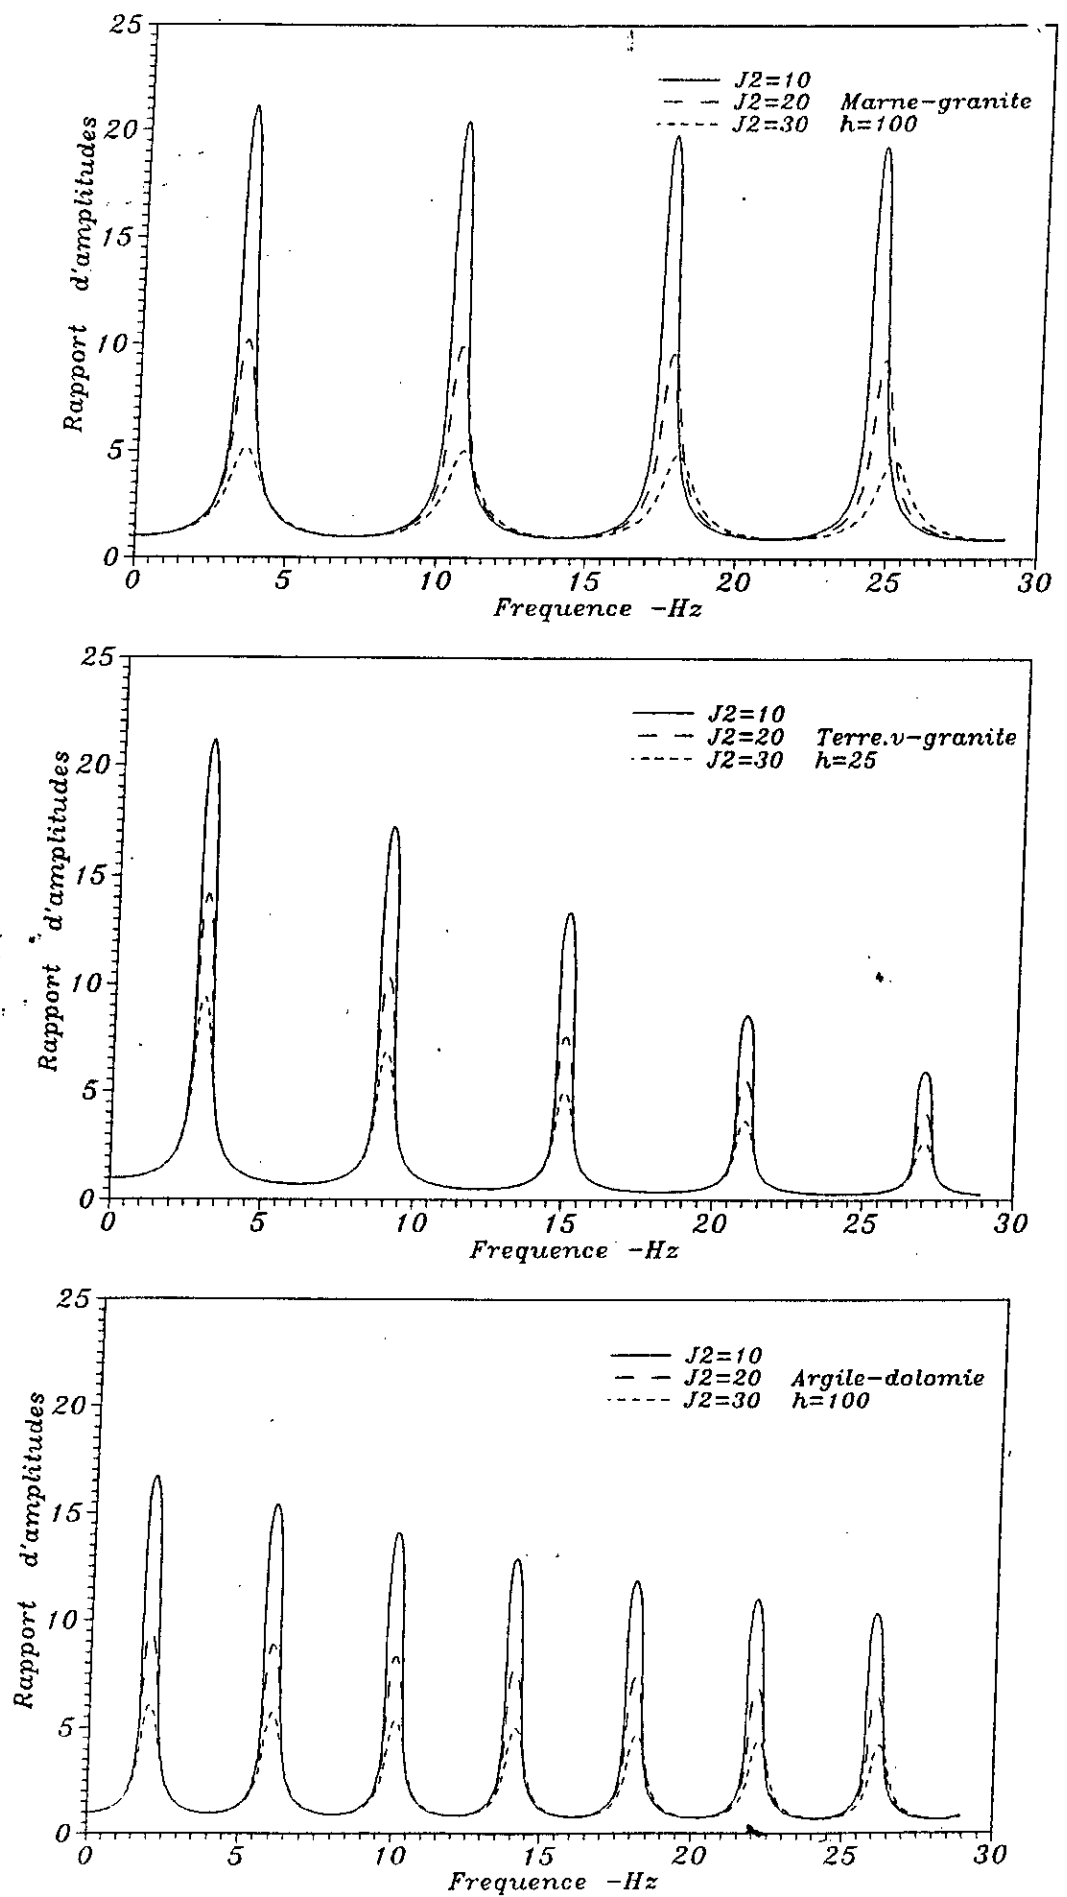 25
20
15
10
5
0
Rapport d'amplitudes
J2=10
J2=20 Marne-granite
J2=30 h=100
0 5 10 15 20 25 30
Frequence -Hz
25
20
15
10
5
0
Rapport d'amplitudes
J2=10
J2=20 Terre.v-granite
J2=30 h=25
0 5 10 15 20 25 30
Frequence -Hz
25
20
15
10
5
0
Rapport d'amplitudes
J2=10
J2=20 Argile-dolomie
J2=30 h=100
0 5 10 15 20 25 30
Frequence -Hz